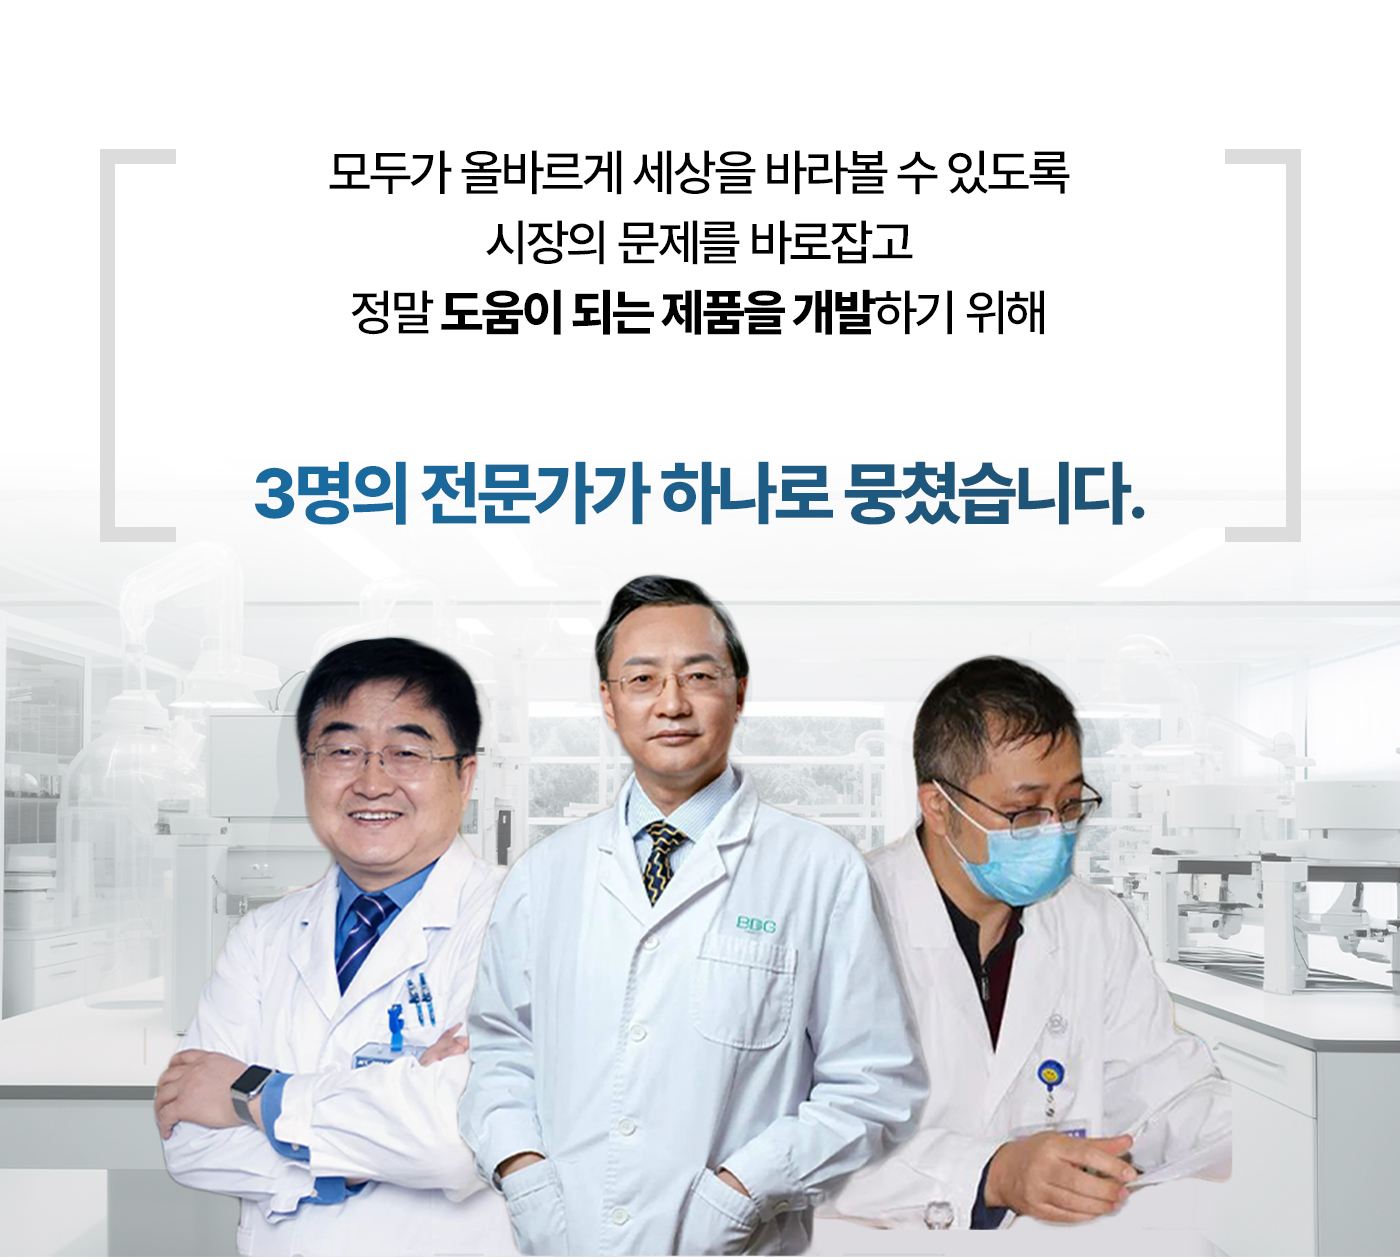 모두가 올바르게 세상을 바라볼 수 있도록
시장의 문제를 바로잡고
정말 도움이 되는 제품을 개발하기 위해
3명의 전문가가 하나로 뭉쳤습니다.